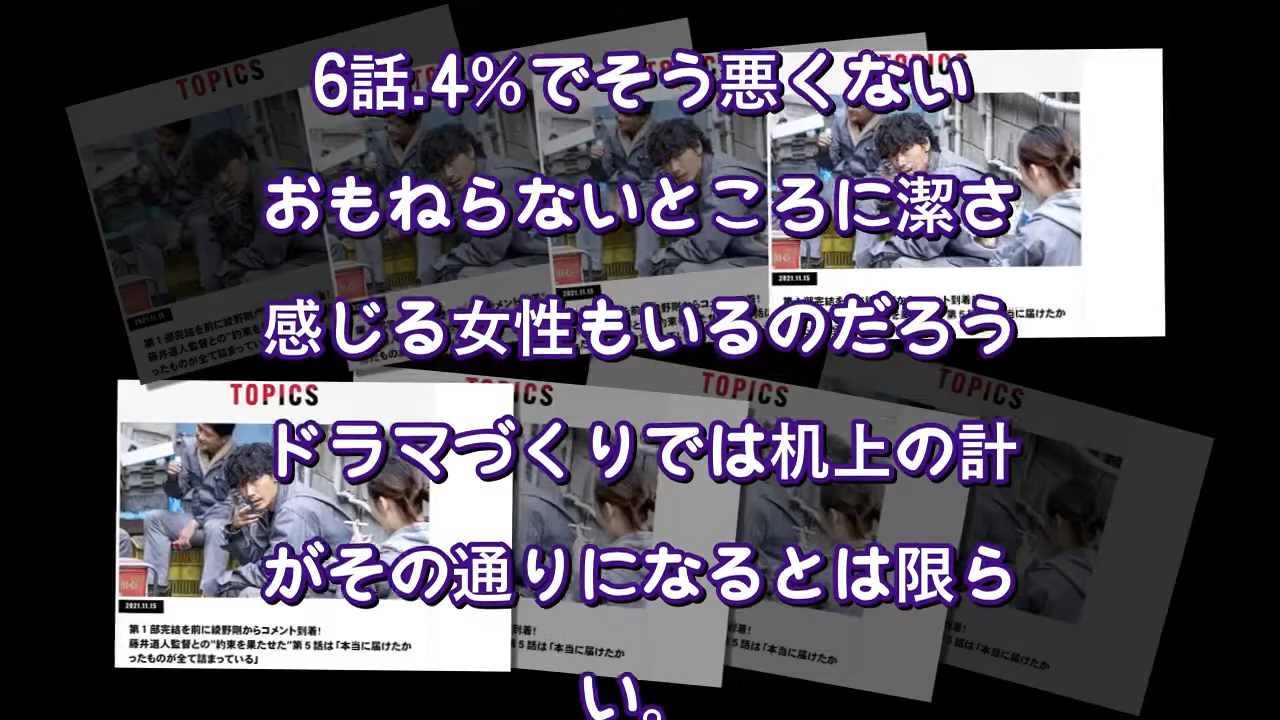 6話.4%でそう悪くない
おもねらないところに潔さ
感じる女性もいるのだろう
ドラマづくりでは机上の計
がその通りになるとは限ら
い。
TOPICS
2021.11.15
第1部完結を前に綾野剛からコメント到着!
藤井道人監督との"約束を果たせた"第5話は「本当に届けたか
ったものが全て詰まっている」